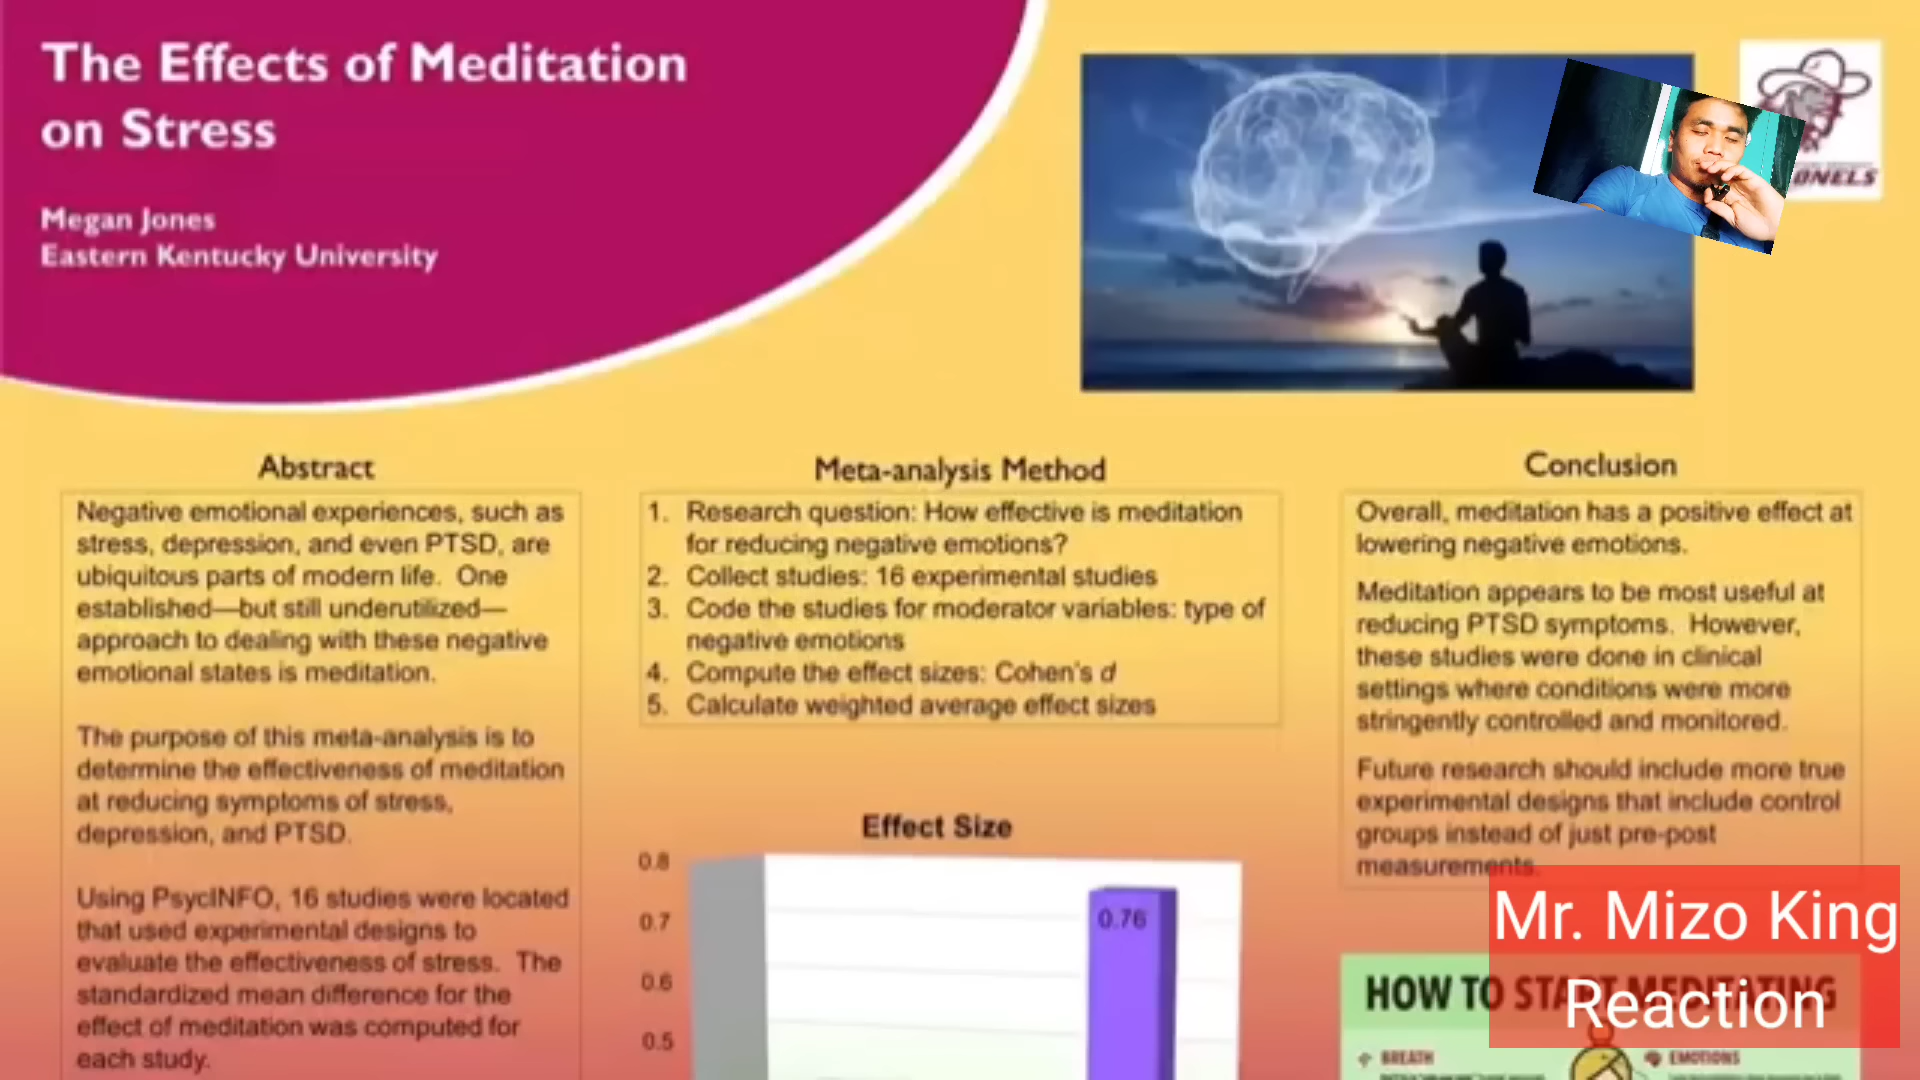 The Effects of Meditation
on Stress
Megan Jones
Eastern Kentucky University
ONELS
Abstract
Negative emotional experiences, such as
stress, depression, and even PTSD, are
ubiquitous parts of modern life. One
established—but still underutilized—
approach to dealing with these negative
emotional states is meditation.
The purpose of this meta-analysis is to
determine the effectiveness of meditation
at reducing symptoms of stress,
depression, and PTSD.
Using PsycINFO, 16 studies were located
that used experimental designs to
evaluate the effectiveness of stress. The
standardized mean difference for the
effect of meditation was computed for
each study.
Meta-analysis Method
1. Research question: How effective is meditation
for reducing negative emotions?
2. Collect studies: 16 experimental studies
3. Code the studies for moderator variables: type of
negative emotions
4. Compute the effect sizes: Cohen's d
5. Calculate weighted average effect sizes
Effect Size
0.8
0.7
0.6
0.5
0.76
Conclusion
Overall, meditation has a positive effect at
lowering negative emotions.
Meditation appears to be most useful at
reducing PTSD symptoms. However,
these studies were done in clinical
settings where conditions were more
stringently controlled and monitored.
Future research should include more true
experimental designs that include control
groups instead of just pre-post
measurements.
Mr. Mizo King
Reaction
HOW TO START MEDITATING
BREATH
EMOTIONS